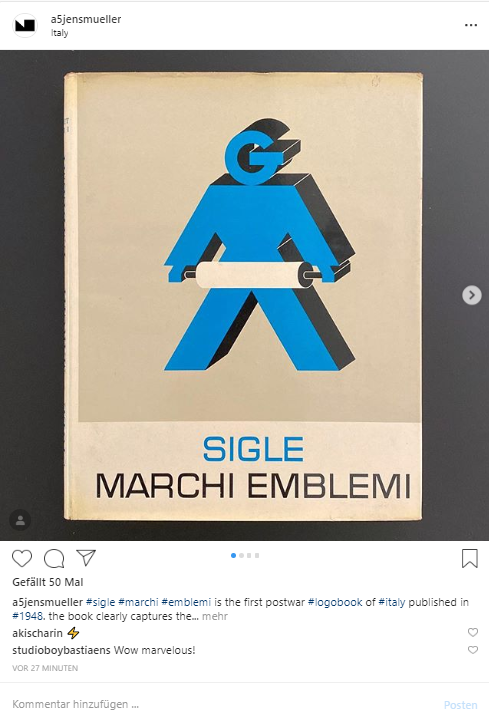 a5jensmueller
Italy
G
SIGLE
MARCHI EMBLEMI
Gefällt 50 Mal
a5jensmueller #sigle #marchi #emblemi is the first postwar #logobook of #italy published in
#1948. the book clearly captures the... mehr
akischarin ⚡
studioboybastiaens Wow marvelous!
VOR 27 MINUTEN
Kommentar hinzufügen ...
Posten